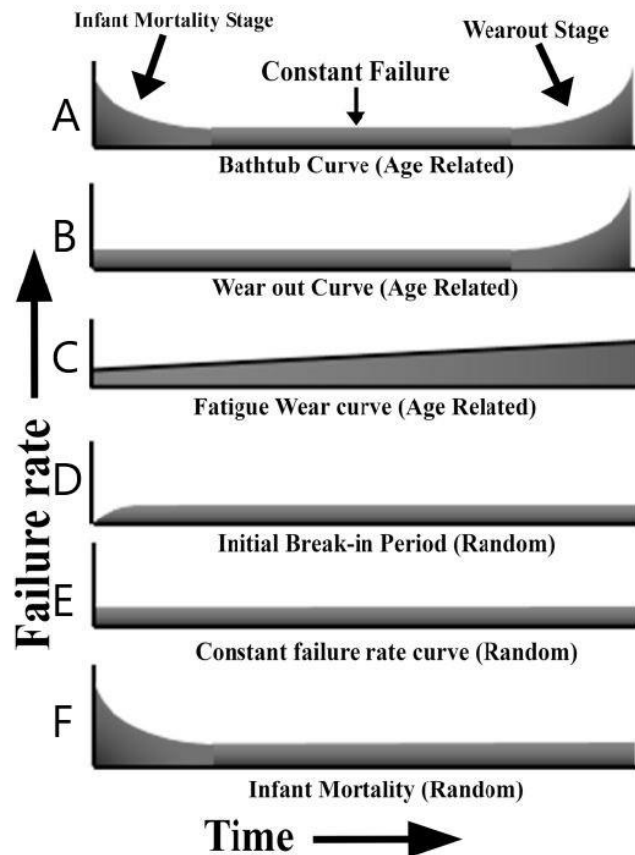 Infant Mortality Stage
Wearout Stage
Constant Failure
A
Bathtub Curve (Age Related)
B
Wear out Curve (Age Related)
C
Fatigue Wear curve (Age Related)
D
Initial Break-in Period (Random)
E
Constant failure rate curve (Random)
F
Infant Mortality (Random)
Failure rate
Time